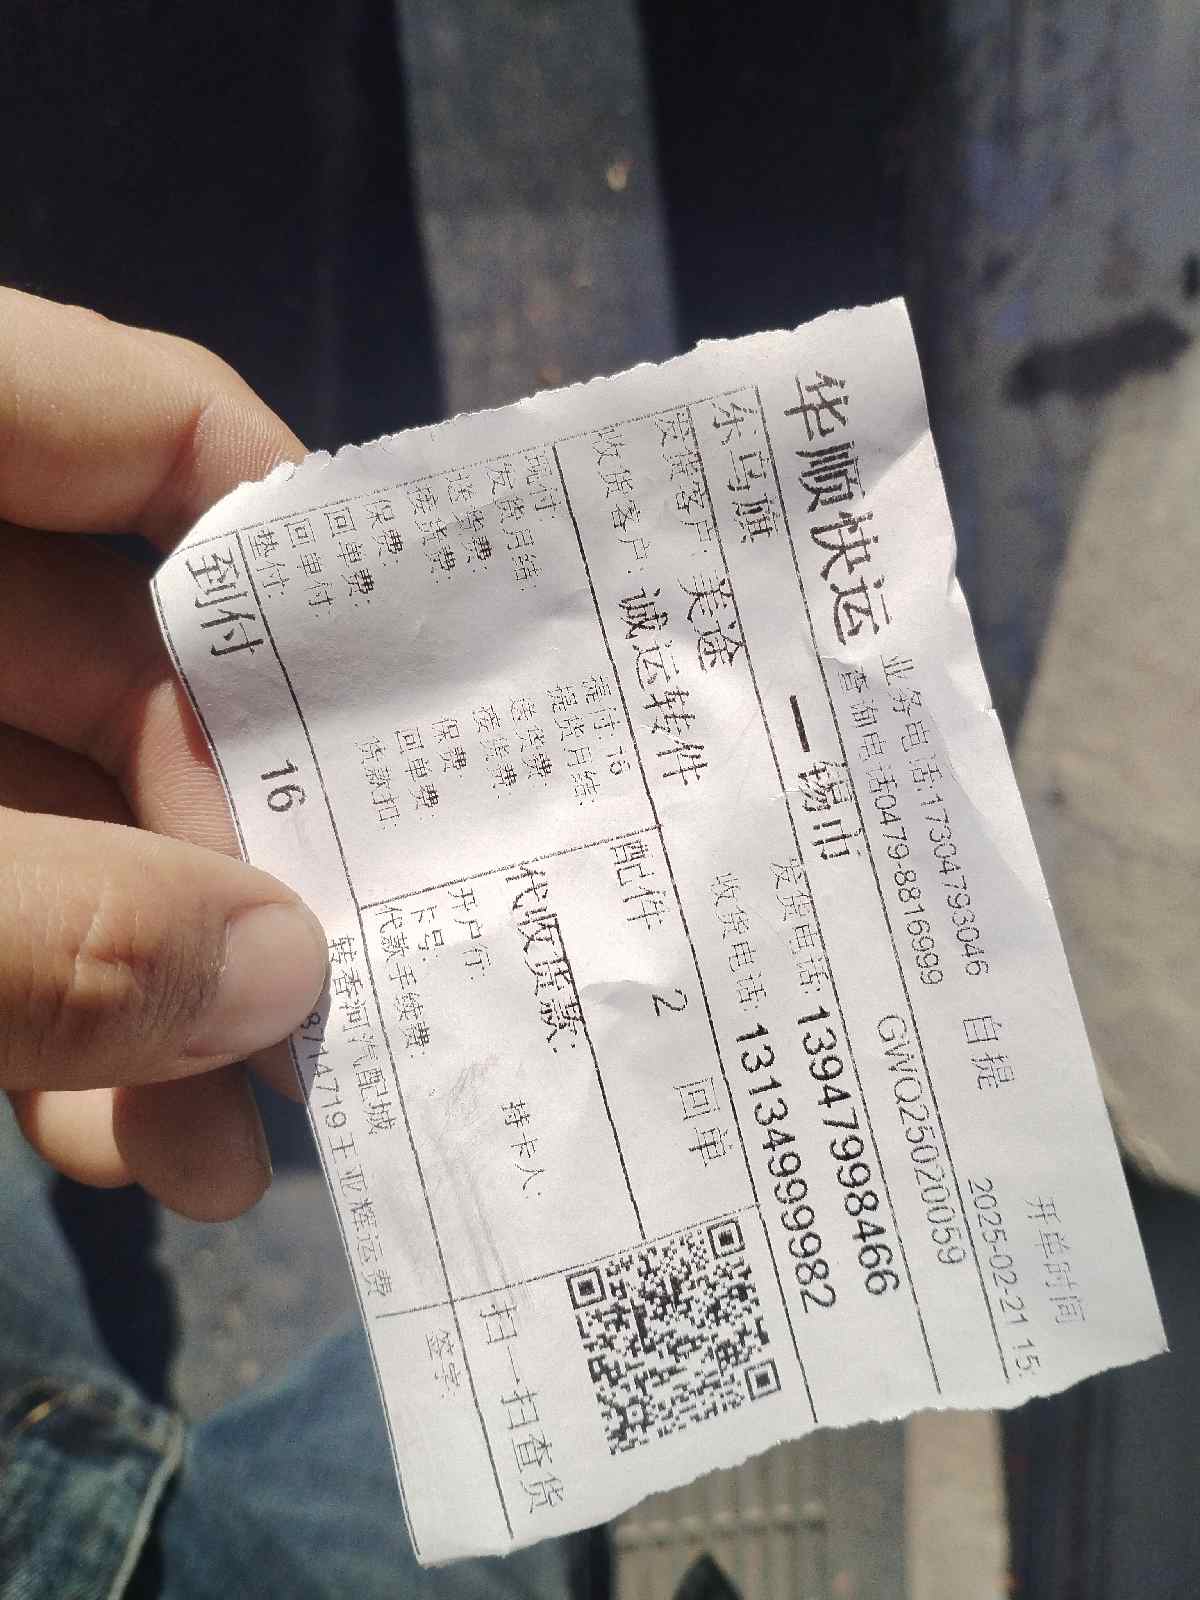 开单时间
华顺快运 业务电话:17304793046 自提 2025-02-21 15:
查询电话0479-8816999 GWQ25020059
东乌旗 — 锡市
发货客户: 美途 发货电话: 13947998466
收货客户: 诚运转件 收货电话: 13134999982
配件 2 回单
现付: 提付: 16
发货月结: 提货月结:
送货费: 送货费:
接货费: 接货费:
保费: 保费:
回单费: 回单费:
回单付: 货款扣:
垫付:
代收货款:
开户行: 持卡人:
卡号:
代款手续费:
扫一扫查货
到付 16
转香河汽配城
8714719王亚辉运费
签字: